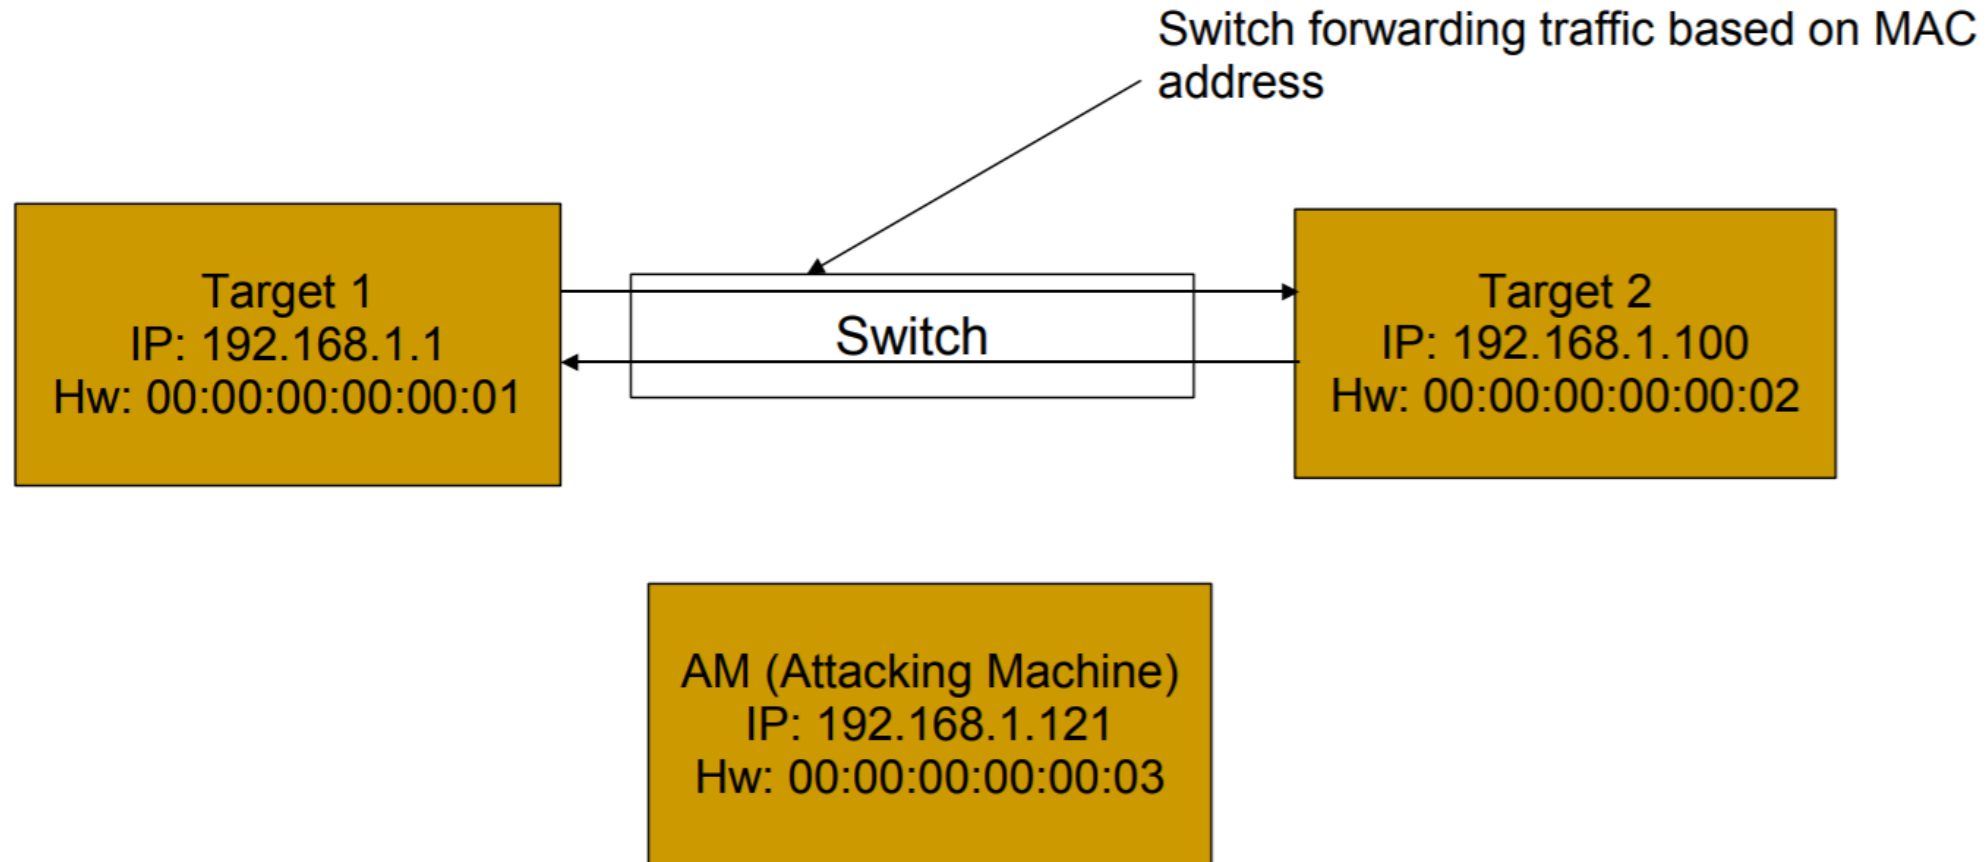 Switch forwarding traffic based on MAC
address
Target 1
IP: 192.168.1.1
Hw: 00:00:00:00:00:01
Switch
Target 2
IP: 192.168.1.100
Hw: 00:00:00:00:00:02
AM (Attacking Machine)
IP: 192.168.1.121
Hw: 00:00:00:00:00:03